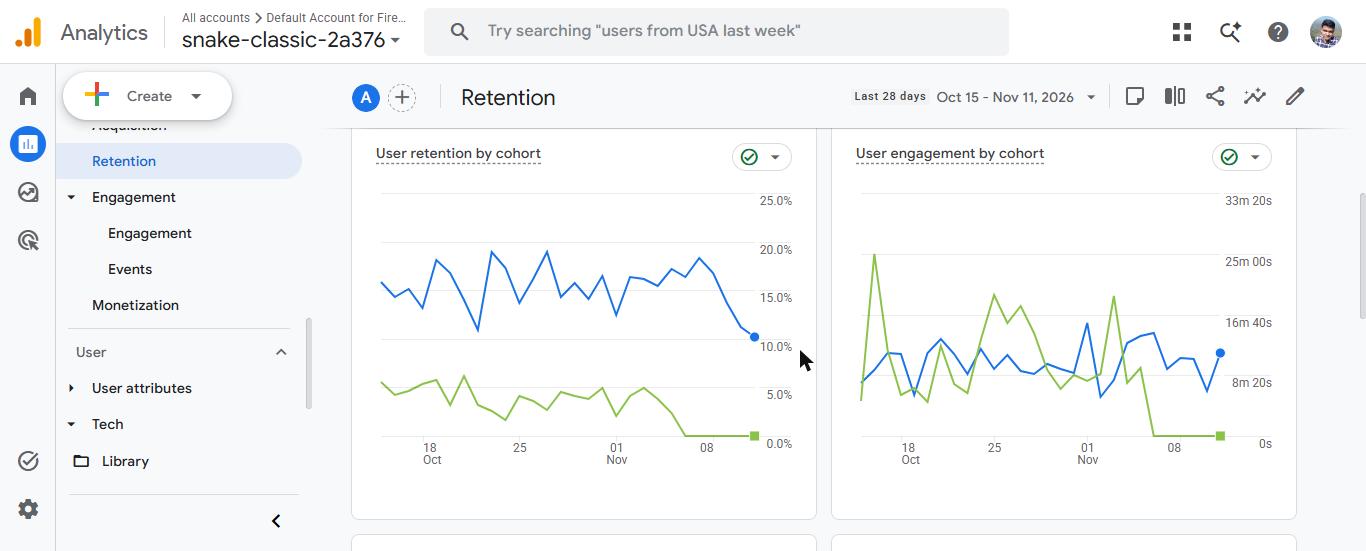 Analytics
All accounts > Default Account for Fire...
snake-classic-2a376
Try searching "users from USA last week"
Create
Acquisition
Retention
Engagement
Engagement
Events
Monetization
User
User attributes
Tech
Library
A
Retention
Last 28 days Oct 15 - Nov 11, 2026
User retention by cohort
25.0%
20.0%
15.0%
10.0%
5.0%
0.0%
18 25 01 08
Oct Nov
User engagement by cohort
33m 20s
25m 00s
16m 40s
8m 20s
0s
18 25 01 08
Oct Nov